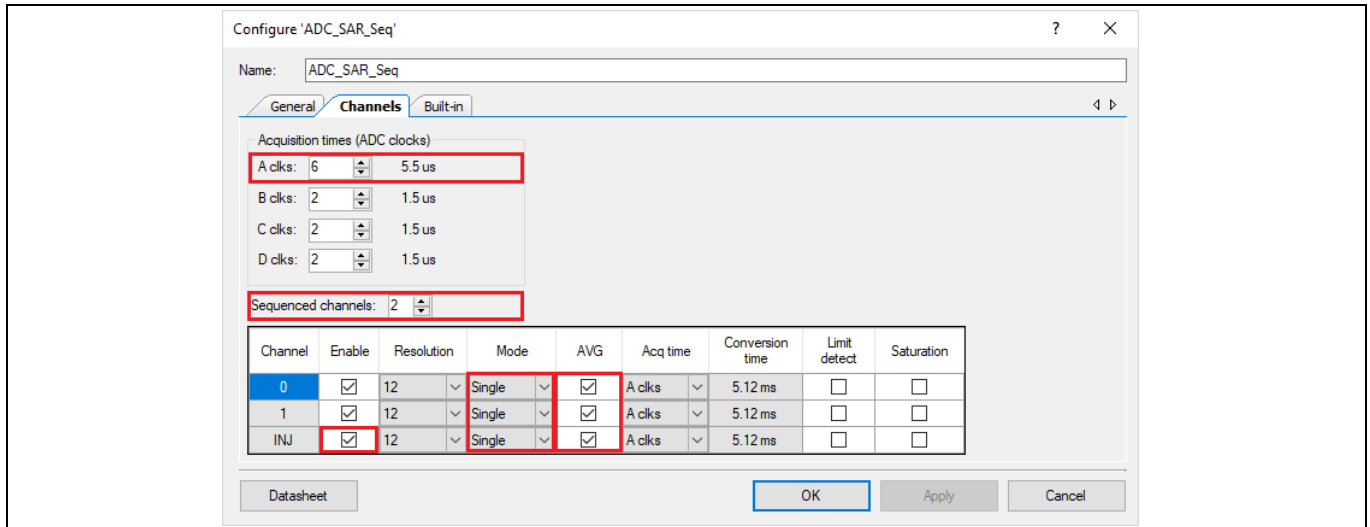 Configure 'ADC_SAR_Seq' ?
Name: ADC_SAR_Seq
General Channels Built-in
Acquisition times (ADC clocks)
A clks: 6 5.5 us
B clks: 2 1.5 us
C clks: 2 1.5 us
D clks: 2 1.5 us
Sequenced channels: 2
Channel Enable Resolution Mode AVG Acq time Conversion time Limit detect Saturation
0 12 Single A clks 5.12 ms
1 12 Single A clks 5.12 ms
INJ 12 Single A clks 5.12 ms
Datasheet OK Apply Cancel